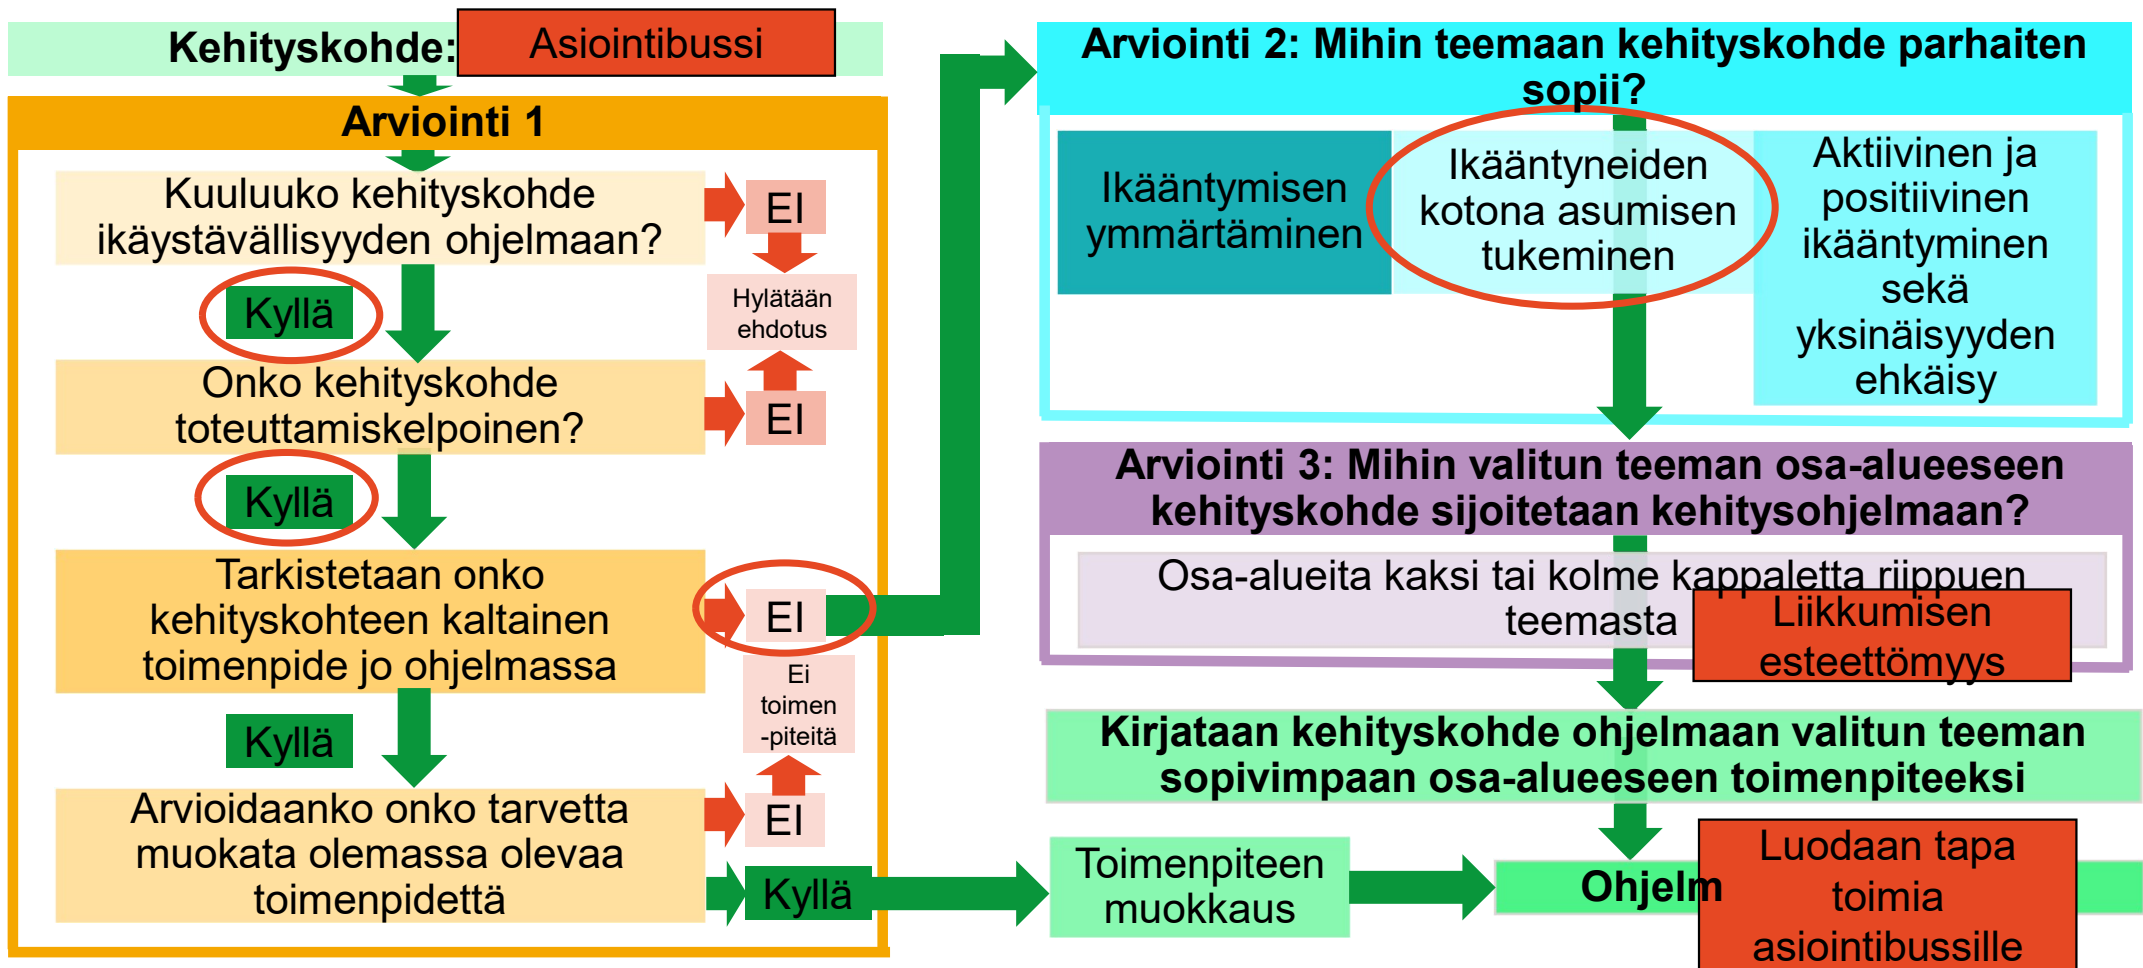 Kehityskohde:
Asiointibussi
Arviointi 1
Kuuluuko kehityskohde
ikäystävällisyyden ohjelmaan?
EI
Hylätään
ehdotus
Kyllä
Onko kehityskohde
toteuttamiskelpoinen?
EI
Kyllä
Tarkistetaan onko
kehityskohteen kaltainen
toimenpide jo ohjelmassa
EI
Ei
toimen
-piteitä
Kyllä
Arvioidaanko onko tarvetta
muokata olemassa olevaa
toimenpidettä
EI
Kyllä
Arviointi 2: Mihin teemaan kehityskohde parhaiten
sopii?
Ikääntymisen
ymmärtäminen
Ikääntyneiden
kotona asumisen
tukeminen
Aktiivinen ja
positiivinen
ikääntyminen
sekä
yksinäisyyden
ehkäisy
Arviointi 3: Mihin valitun teeman osa-alueeseen
kehityskohde sijoitetaan kehitysohjelmaan?
Osa-alueita kaksi tai kolme kappaletta riippuen
teemasta
Liikkumisen
esteettömyys
Kirjataan kehityskohde ohjelmaan valitun teeman
sopivimpaan osa-alueeseen toimenpiteeksi
Toimenpiteen
muokkaus
Ohjelm
Luodaan tapa
toimia
asiointibussille